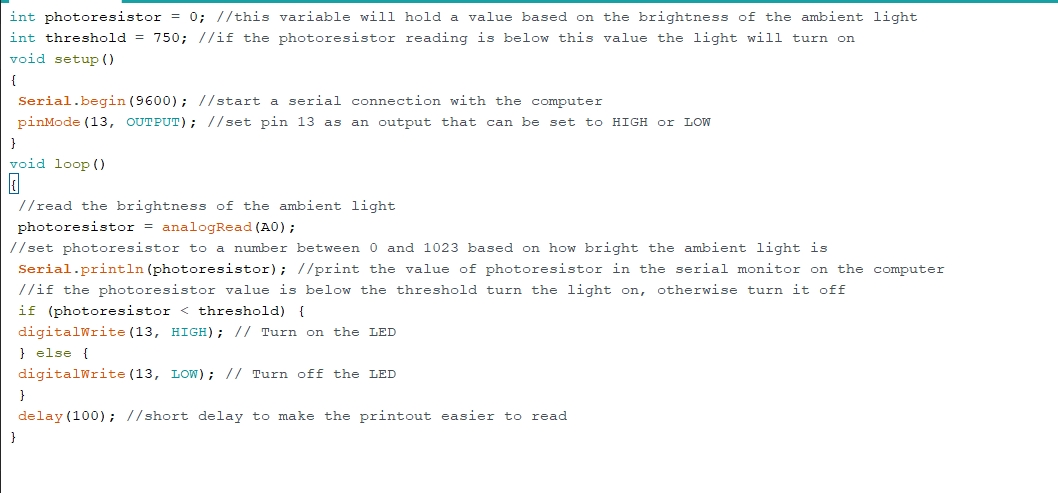 int photoresistor = 0; //this variable will hold a value based on the brightness of the ambient light
int threshold = 750; //if the photoresistor reading is below this value the light will turn on
void setup()
{
Serial.begin(9600); //start a serial connection with the computer
pinMode(13, OUTPUT); //set pin 13 as an output that can be set to HIGH or LOW
}
void loop()
{
//read the brightness of the ambient light
photoresistor = analogRead(A0);
//set photoresistor to a number between 0 and 1023 based on how bright the ambient light is
Serial.println(photoresistor); //print the value of photoresistor in the serial monitor on the computer
//if the photoresistor value is below the threshold turn the light on, otherwise turn it off
if (photoresistor < threshold) {
digitalWrite(13, HIGH); // Turn on the LED
} else {
digitalWrite(13, LOW); // Turn off the LED
}
delay(100); //short delay to make the printout easier to read
}